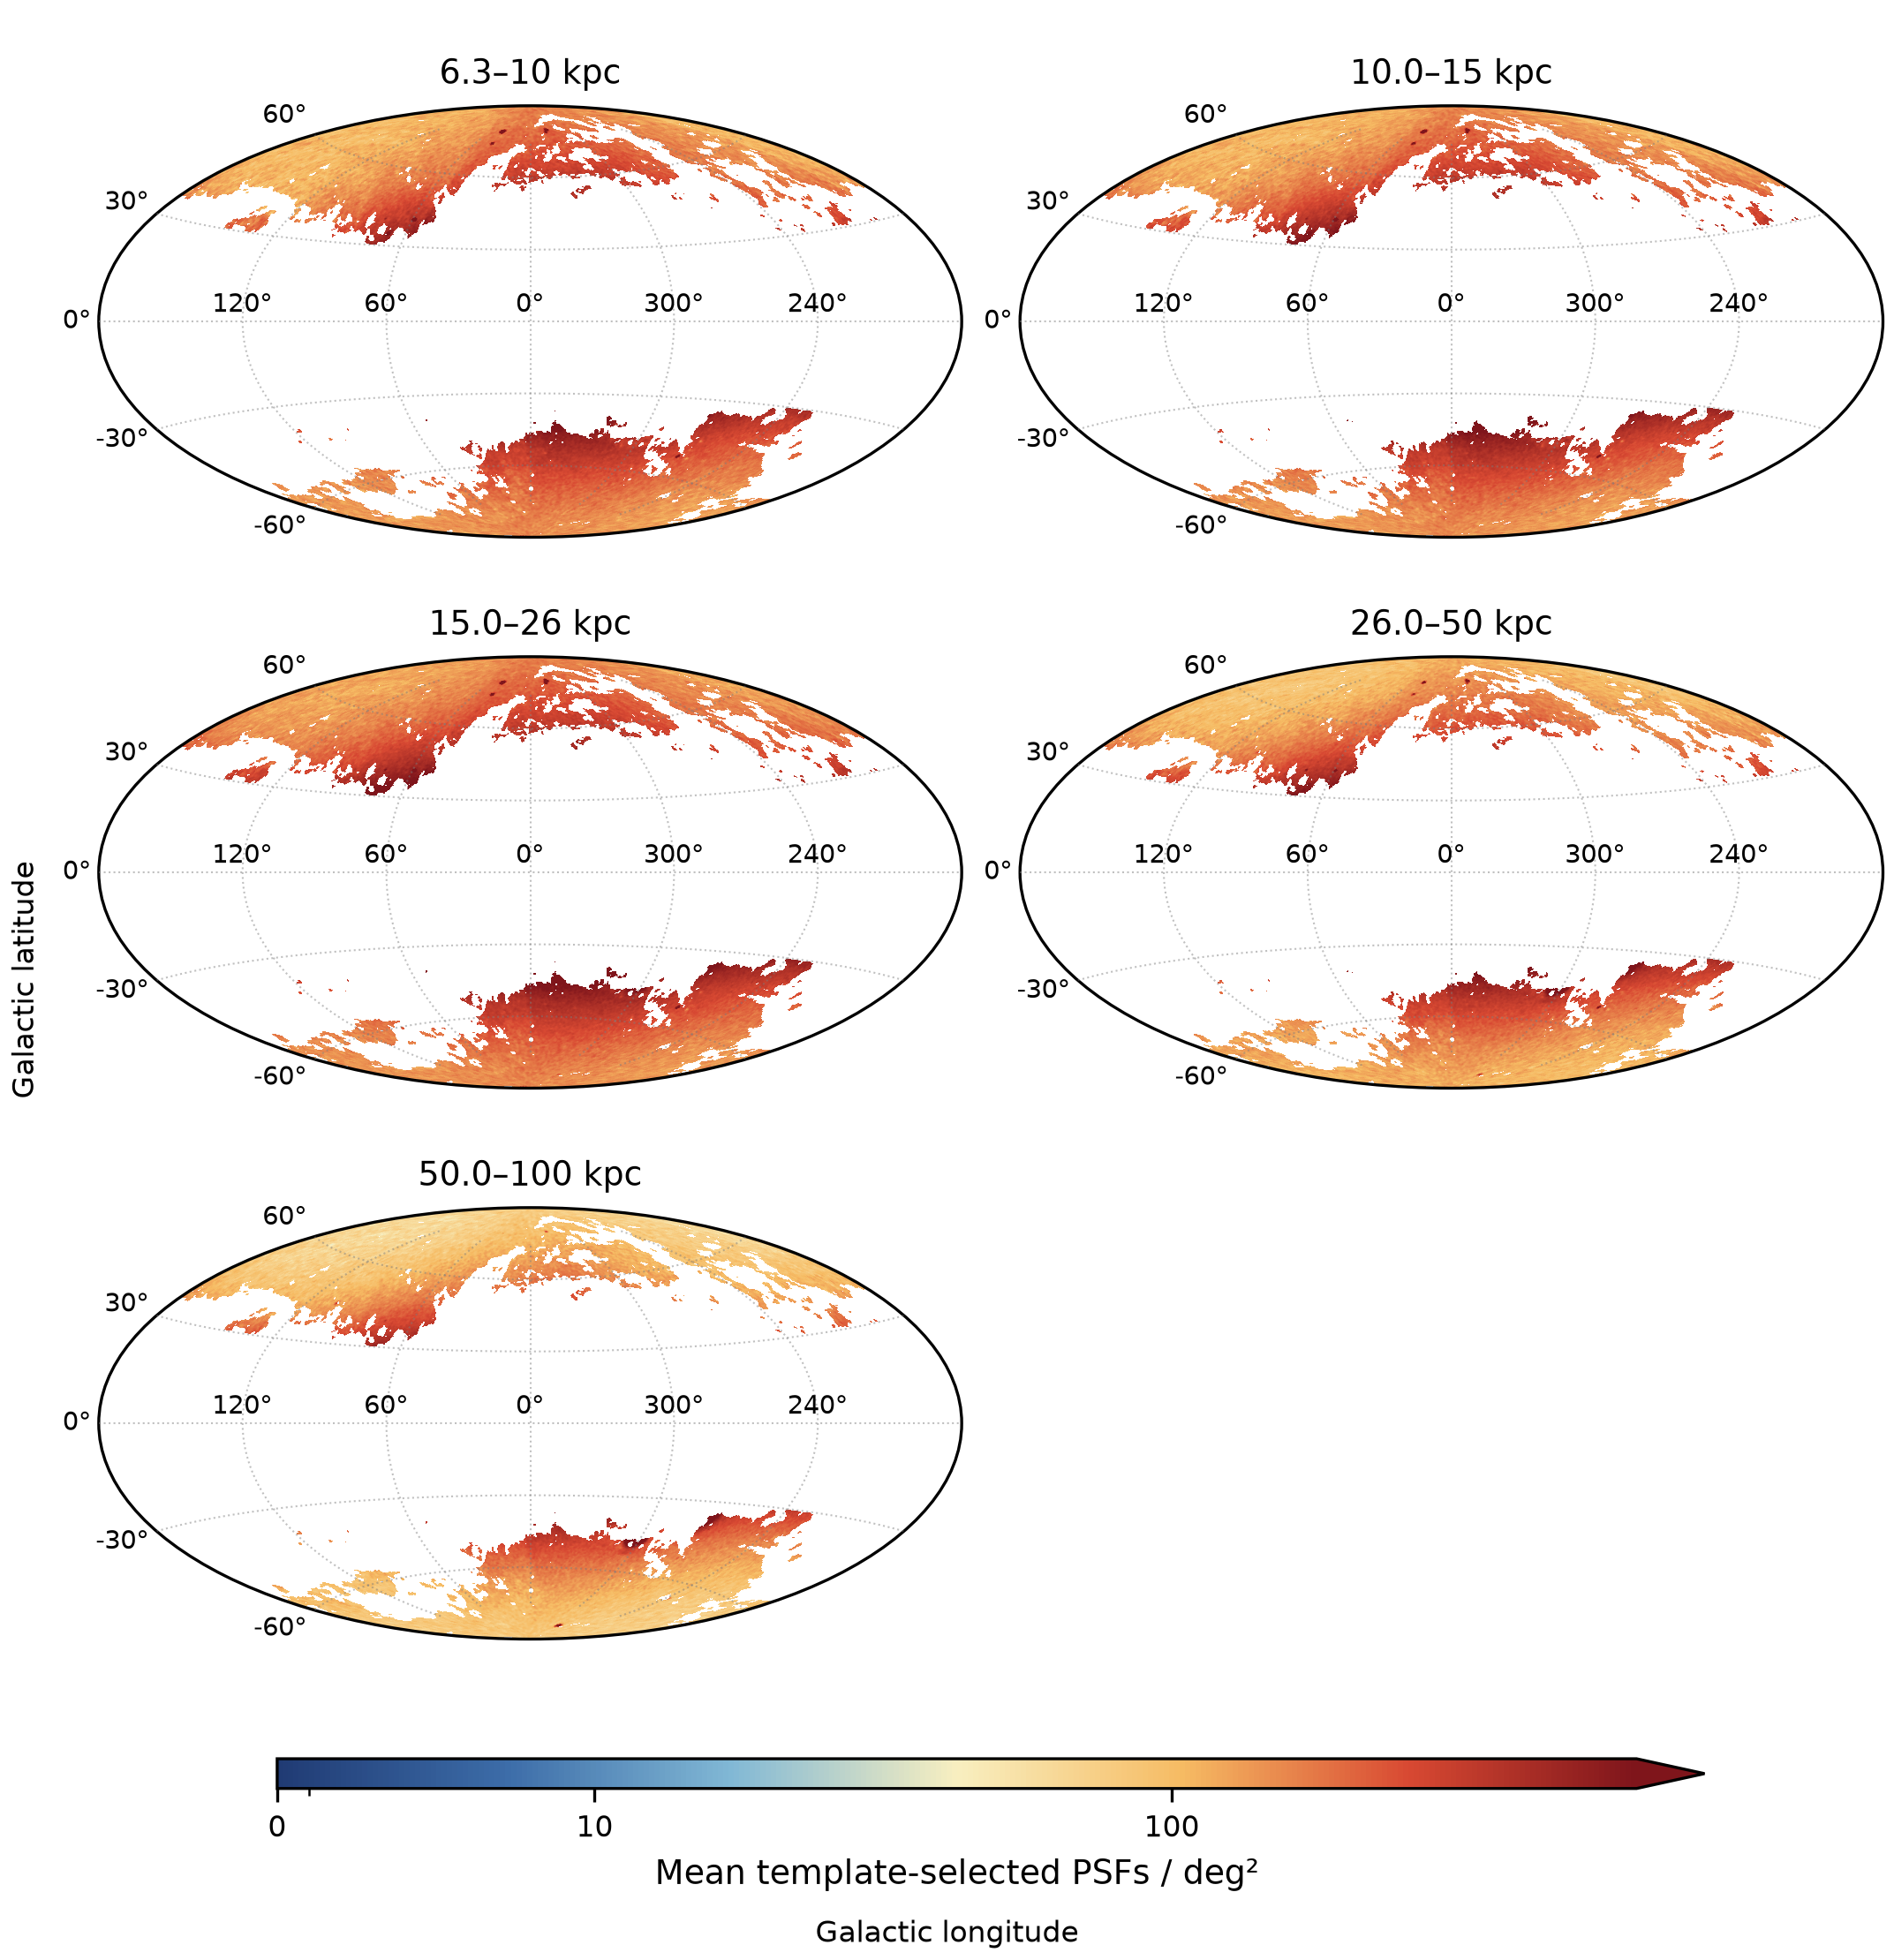 6.3–10 kpc
10.0–15 kpc
60°
60°
30°
30°
120° 60° 0° 300° 240°
120° 60° 0° 300° 240°
0°
0°
-30°
-30°
-60°
-60°
15.0–26 kpc
26.0–50 kpc
60°
60°
30°
30°
120° 60° 0° 300° 240°
120° 60° 0° 300° 240°
0°
0°
Galactic latitude
-30°
-30°
-60°
-60°
50.0–100 kpc
60°
30°
120° 60° 0° 300° 240°
0°
-30°
-60°
0 10 100
Mean template-selected PSFs / deg²
Galactic longitude